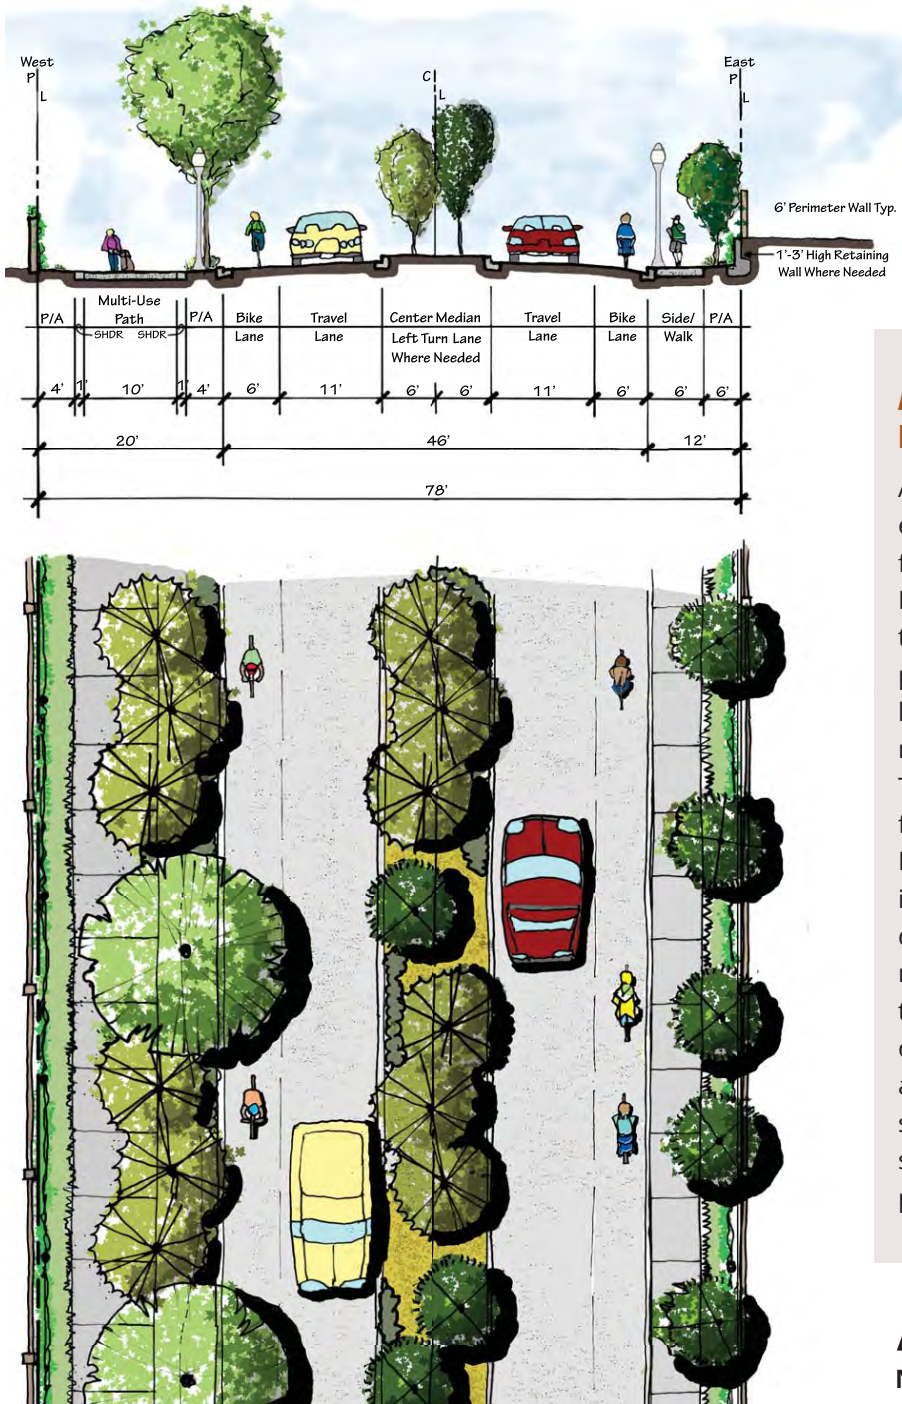 West
P
L
C
L
East
P
L
6' Perimeter Wall Typ.
1'-3' High Retaining
Wall Where Needed
P/A
Multi-Use
Path
SHDR
SHDR
P/A
Bike
Lane
Travel
Lane
Center Median
Left Turn Lane
Where Needed
Travel
Lane
Bike
Lane
Side/
Walk
P/A
4'
1'
10'
1'
4'
6'
11'
6'
6'
11'
6'
6'
6'
20'
46'
12'
78'